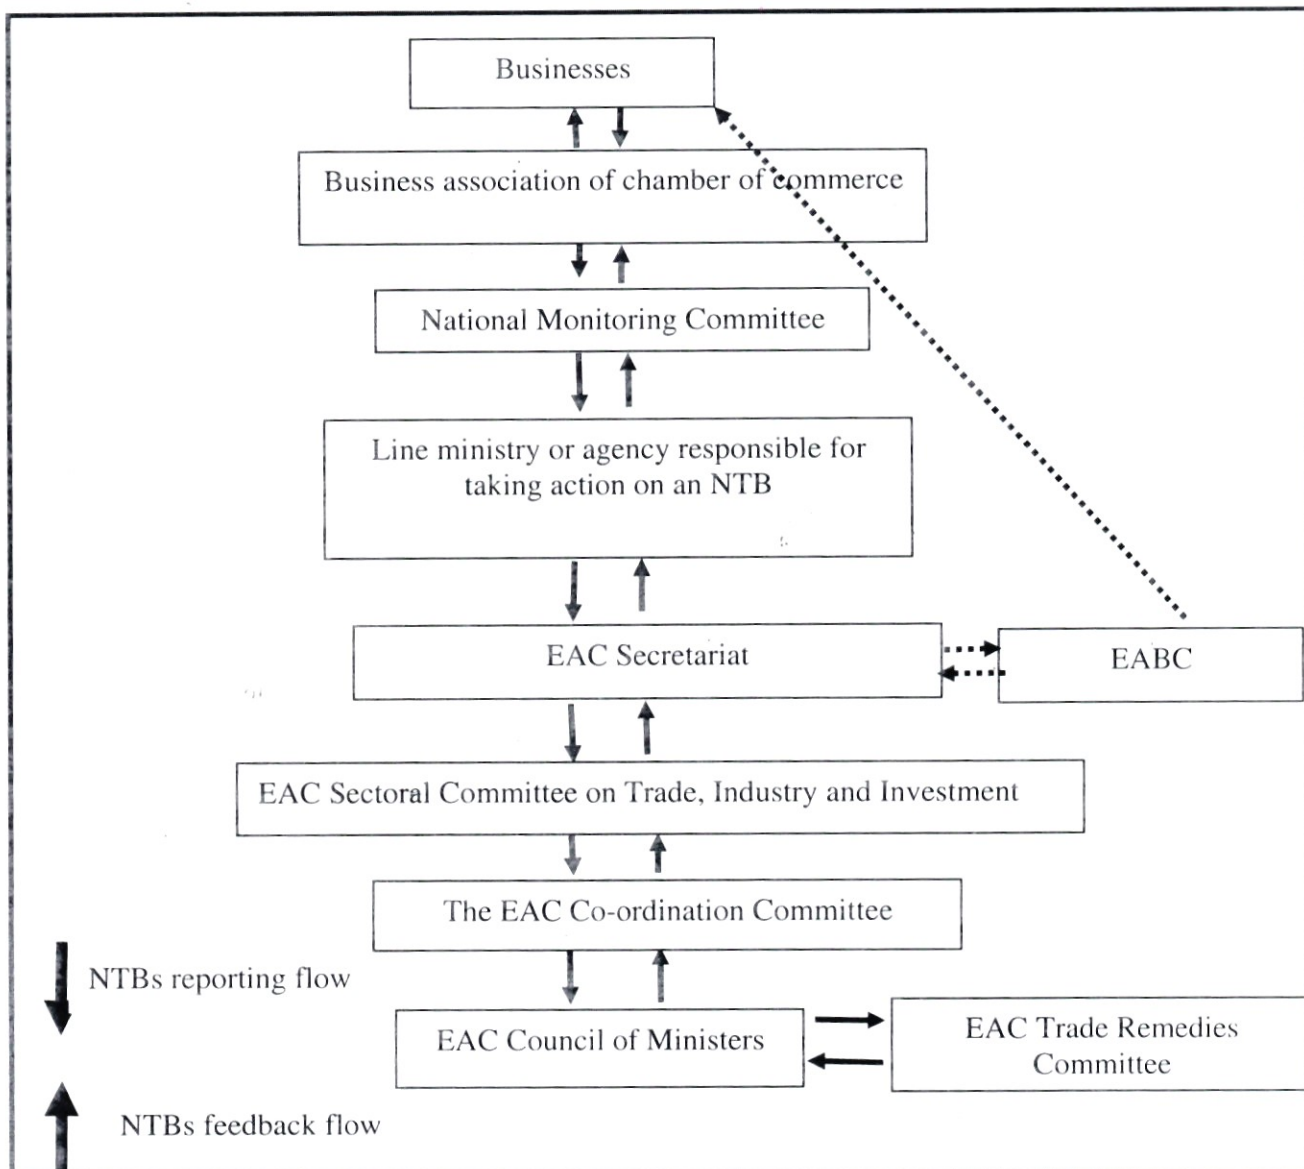 Businesses
Business association of chamber of commerce
National Monitoring Committee
Line ministry or agency responsible for
taking action on an NTB
EAC Secretariat
EABC
EAC Sectoral Committee on Trade, Industry and Investment
The EAC Co-ordination Committee
NTBs reporting flow
EAC Council of Ministers
EAC Trade Remedies
Committee
NTBs feedback flow